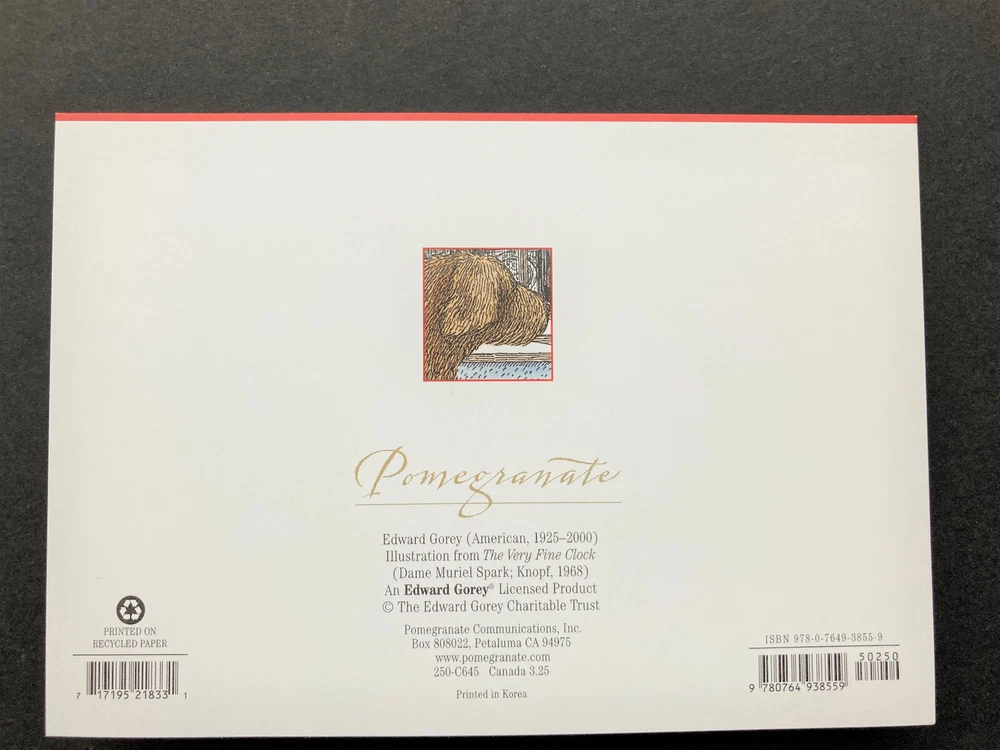 Pomegranate
Edward Gorey (American, 1925–2000)
Illustration from The Very Fine Clock
(Dame Muriel Spark; Knopf, 1968)
An Edward Gorey® Licensed Product
© The Edward Gorey Charitable Trust
Pomegranate Communications, Inc.
Box 808022, Petaluma CA 94975
www.pomegranate.com
250-C645 Canada 3.25
Printed in Korea
PRINTED ON
RECYCLED PAPER
7 17195 21833 1
ISBN 978-0-7649-3855-9
50250
9 780764 938559